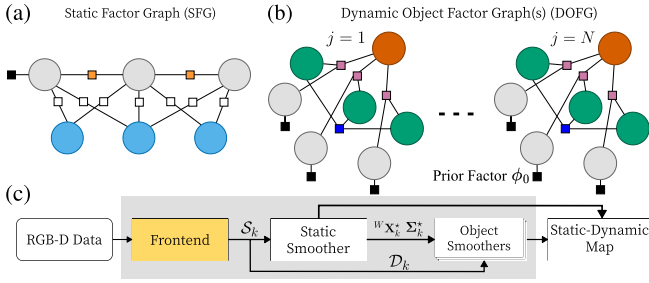 (a)
Static Factor Graph (SFG)
(b)
Dynamic Object Factor Graph(s) (DOFG)
j = 1
j = N
Prior Factor ϕ₀
(c)
RGB-D Data
Frontend
𝒮ₖ
Static
Smoother
ᵂXₖ⋆ Σₖ⋆
Object
Smoothers
Static-Dynamic
Map
𝒟ₖ